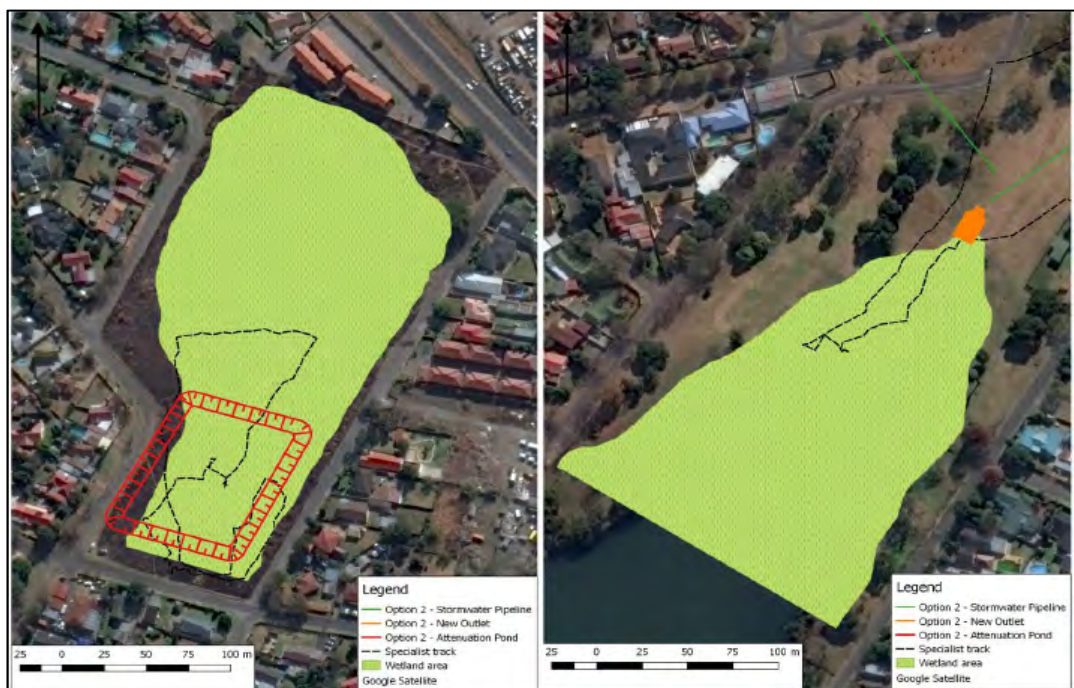 Legend
Option 2 - Stormwater Pipeline
Option 2 - New Outlet
Option 2 - Attenuation Pond
Specialist track
Wetland area
Google Satellite
25 0 25 50 75 100 m
Legend
Option 2 - Stormwater Pipeline
Option 2 - New Outlet
Option 2 - Attenuation Pond
Specialist track
Wetland area
Google Satellite
25 0 25 50 75 100 m